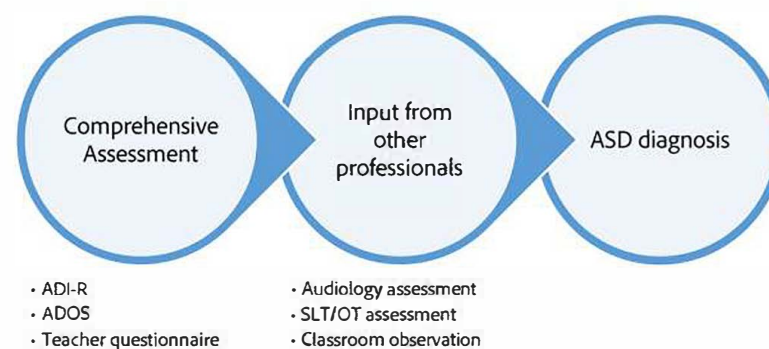 Comprehensive
Assessment
Input from
other
professionals
ASD diagnosis
• ADI-R
• ADOS
• Teacher questionnaire
• Audiology assessment
• SLT/OT assessment
• Classroom observation